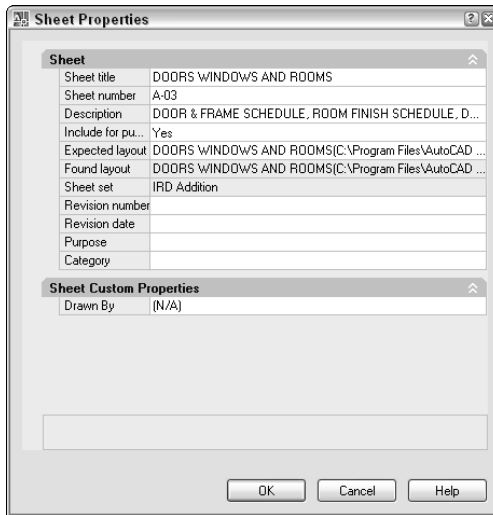 Sheet Properties
Sheet
Sheet title DOORS WINDOWS AND ROOMS
Sheet number A-03
Description DOOR & FRAME SCHEDULE, ROOM FINISH SCHEDULE, D...
Include for pu... Yes
Expected layout DOORS WINDOWS AND ROOMS(C:\Program Files\AutoCAD ...
Found layout DOORS WINDOWS AND ROOMS(C:\Program Files\AutoCAD ...
Sheet set IRD Addition
Revision number
Revision date
Purpose
Category
Sheet Custom Properties
Drawn By (N/A)
OK Cancel Help